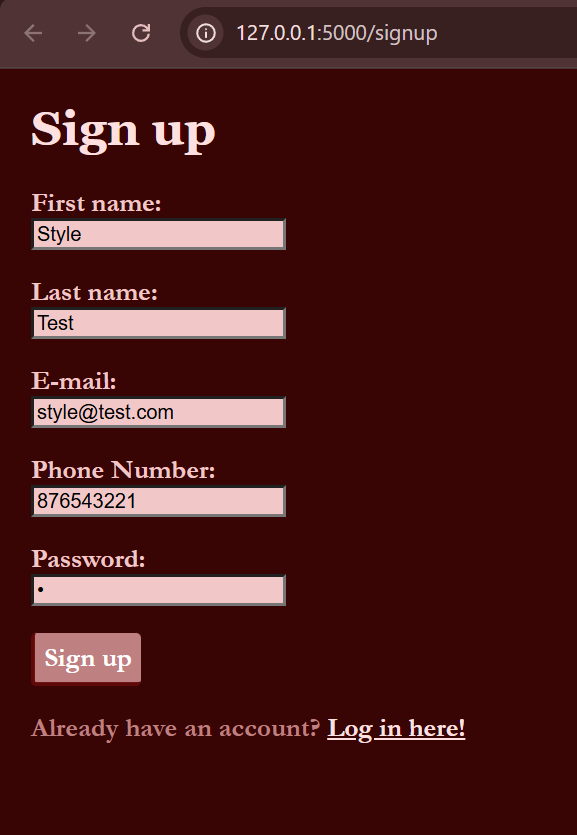 127.0.0.1:5000/signup
Sign up
First name:
Style
Last name:
Test
E-mail:
style@test.com
Phone Number:
876543221
Password:
•
Sign up
Already have an account? Log in here!